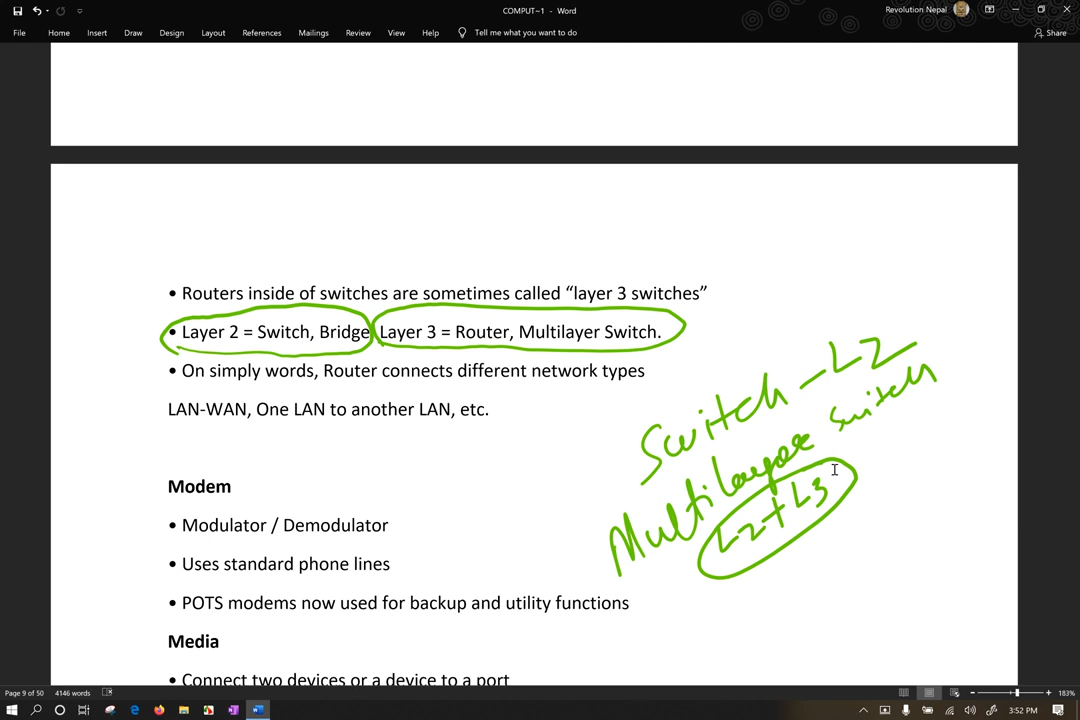 COMPUT~1 - Word
Revolution Nepal
File Home Insert Draw Design Layout References Mailings Review View Help Tell me what you want to do Share
• Routers inside of switches are sometimes called “layer 3 switches”
• Layer 2 = Switch, Bridge Layer 3 = Router, Multilayer Switch.
• On simply words, Router connects different network types
LAN-WAN, One LAN to another LAN, etc.
Switch - L2
Multilayer switch
L2+L3
Modem
• Modulator / Demodulator
• Uses standard phone lines
• POTS modems now used for backup and utility functions
Media
• Connect two devices or a device to a port
Page 9 of 50 4146 words 183%
3:52 PM